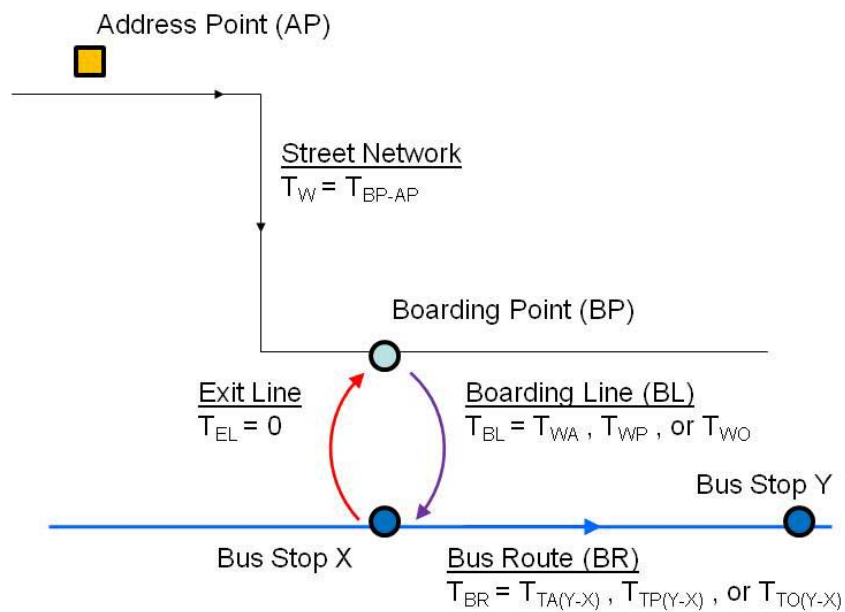 Address Point (AP)
Street Network
T_W = T_BP-AP
Boarding Point (BP)
Exit Line
T_EL = 0
Boarding Line (BL)
T_BL = T_WA , T_WP , or T_WO
Bus Stop Y
Bus Stop X
Bus Route (BR)
T_BR = T_TA(Y-X) , T_TP(Y-X) , or T_TO(Y-X)